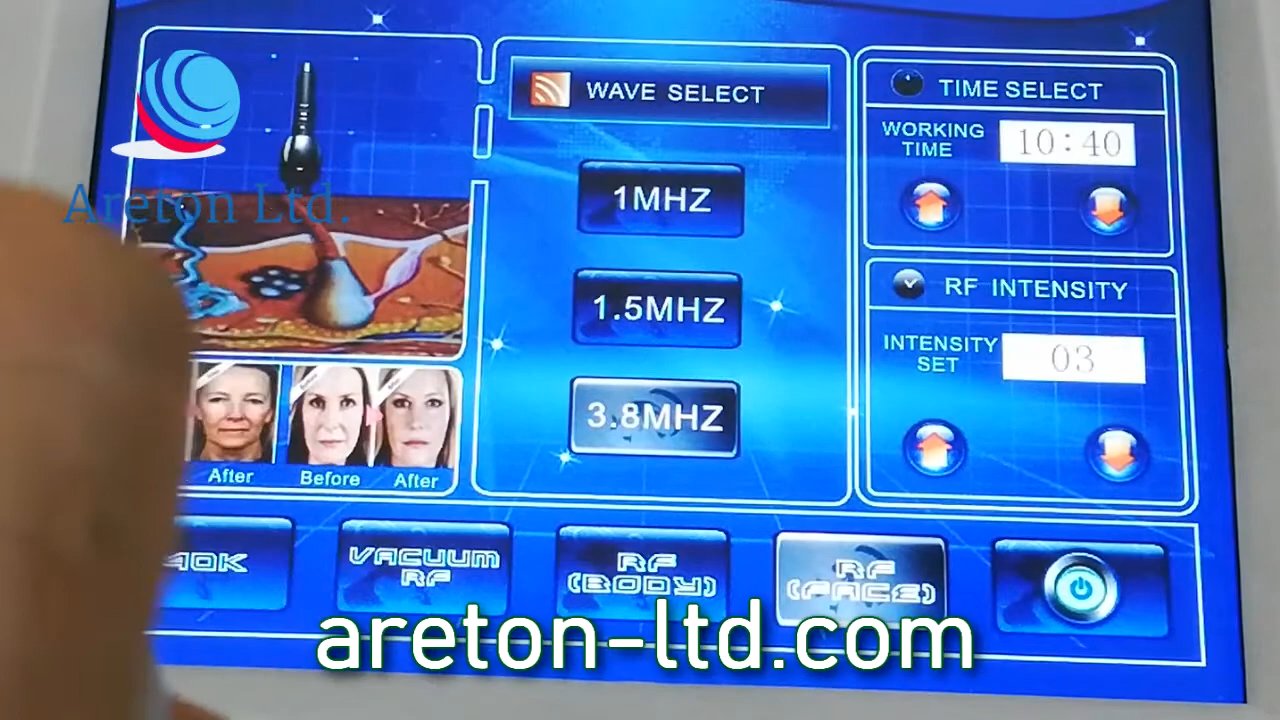 Areton Ltd.
WAVE SELECT
1MHZ
1.5MHZ
3.8MHZ
TIME SELECT
WORKING
TIME
10:40
RF INTENSITY
INTENSITY
SET
03
After
Before
After
40K
VACUUM
RF
RF
(BODY)
RF
(FACE)
areton-ltd.com